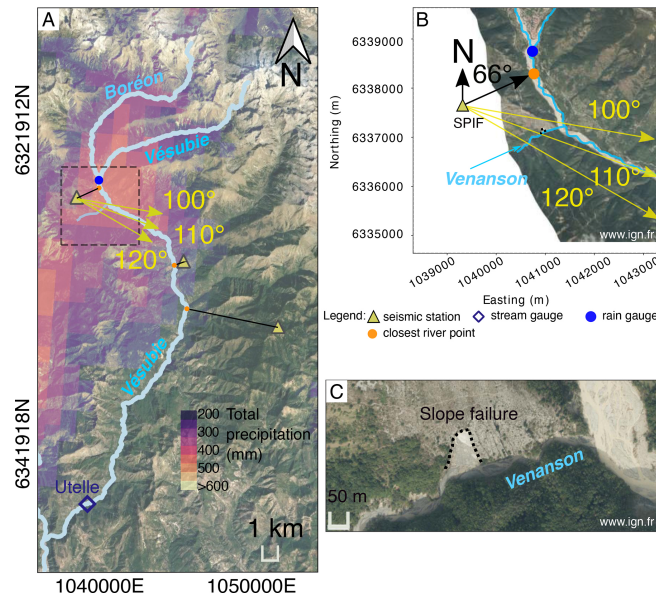 A
N
Boreon
Vésubie
6321912N
100°
110°
120°
Vésubie
200
300
400
500
>600
Total
precipitation
(mm)
6341918N
Utelle
1 km
1040000E
1050000E
B
6339000
6338000
6337000
6336000
6335000
Northing (m)
N
66°
SPIF
100°
110°
120°
Venanson
www.ign.fr
1039000
1040000
1041000
1042000
1043000
Easting (m)
Legend:
seismic station
stream gauge
rain gauge
closest river point
C
Slope failure
Venanson
50 m
www.ign.fr